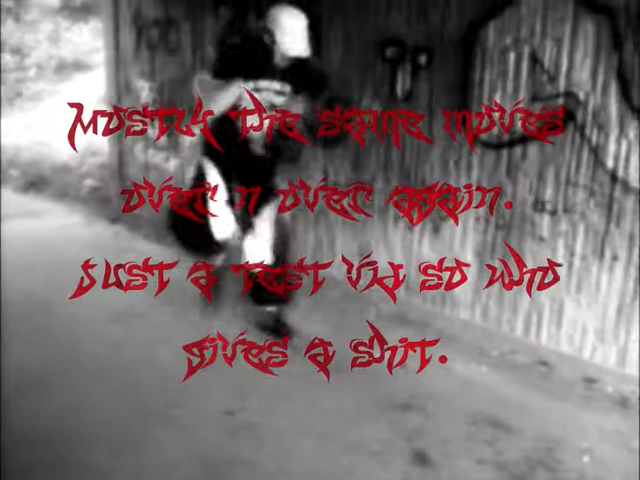 Mostly the same moves
over n over again.
Just a test vid so who
gives a shit.